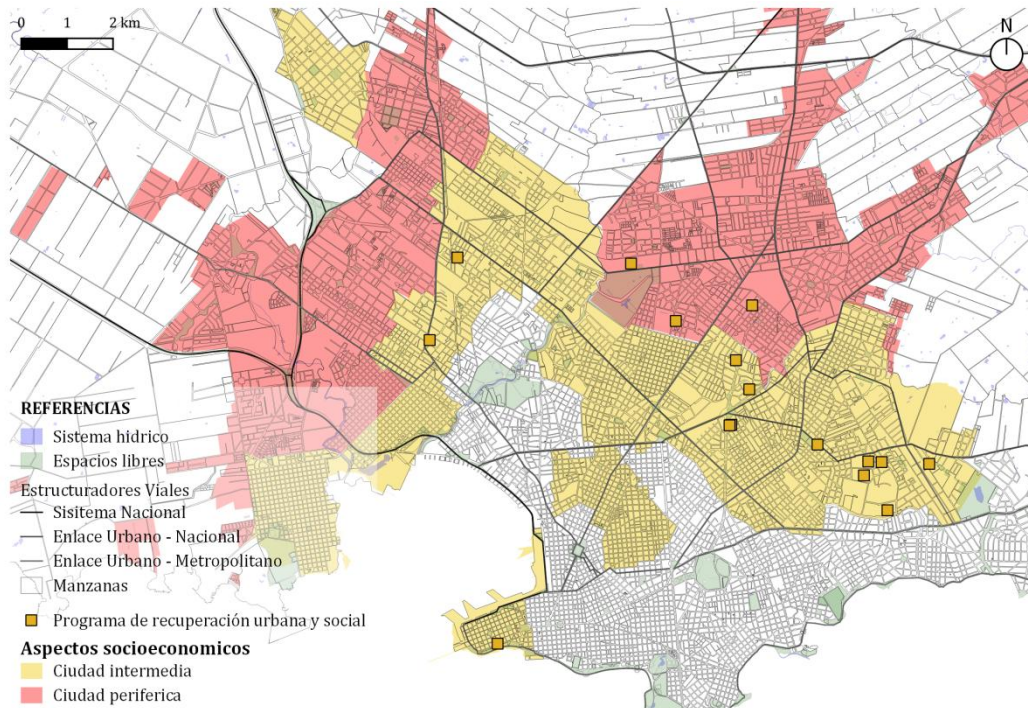 0 1 2 km
N
REFERENCIAS
Sistema hídrico
Espacios libres
Estructuradores Viales
Sisitema Nacional
Enlace Urbano - Nacional
Enlace Urbano - Metropolitano
Manzanas
Programa de recuperación urbana y social
Aspectos socioeconomicos
Ciudad intermedia
Ciudad periferica